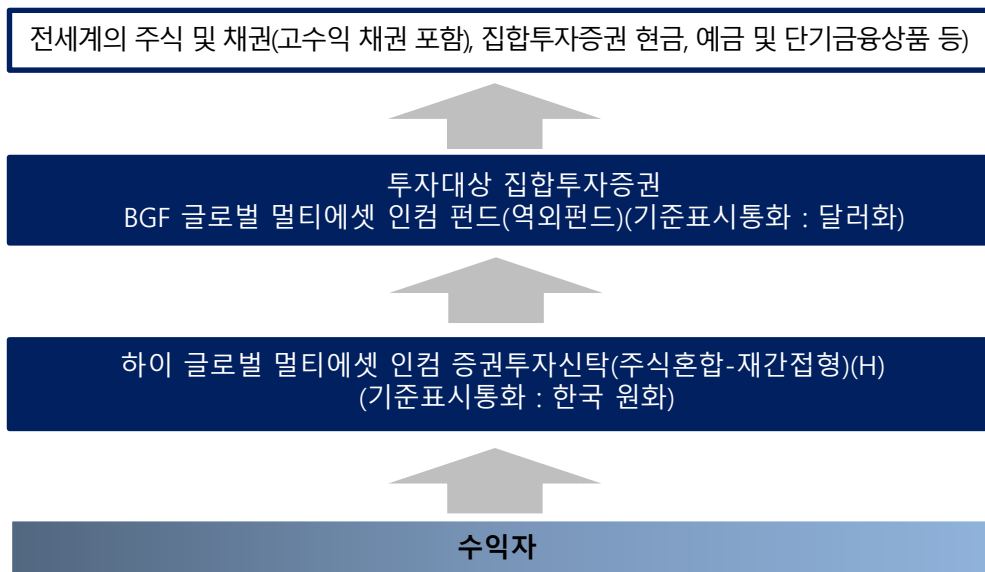 전세계의 주식 및 채권(고수익 채권 포함), 집합투자증권 현금, 예금 및 단기금융상품 등)
투자대상 집합투자증권
BGF 글로벌 멀티에셋 인컴 펀드(역외펀드)(기준표시통화 : 달러화)
하이 글로벌 멀티에셋 인컴 증권투자신탁(주식혼합-재간접형)(H)
(기준표시통화 : 한국 원화)
수익자